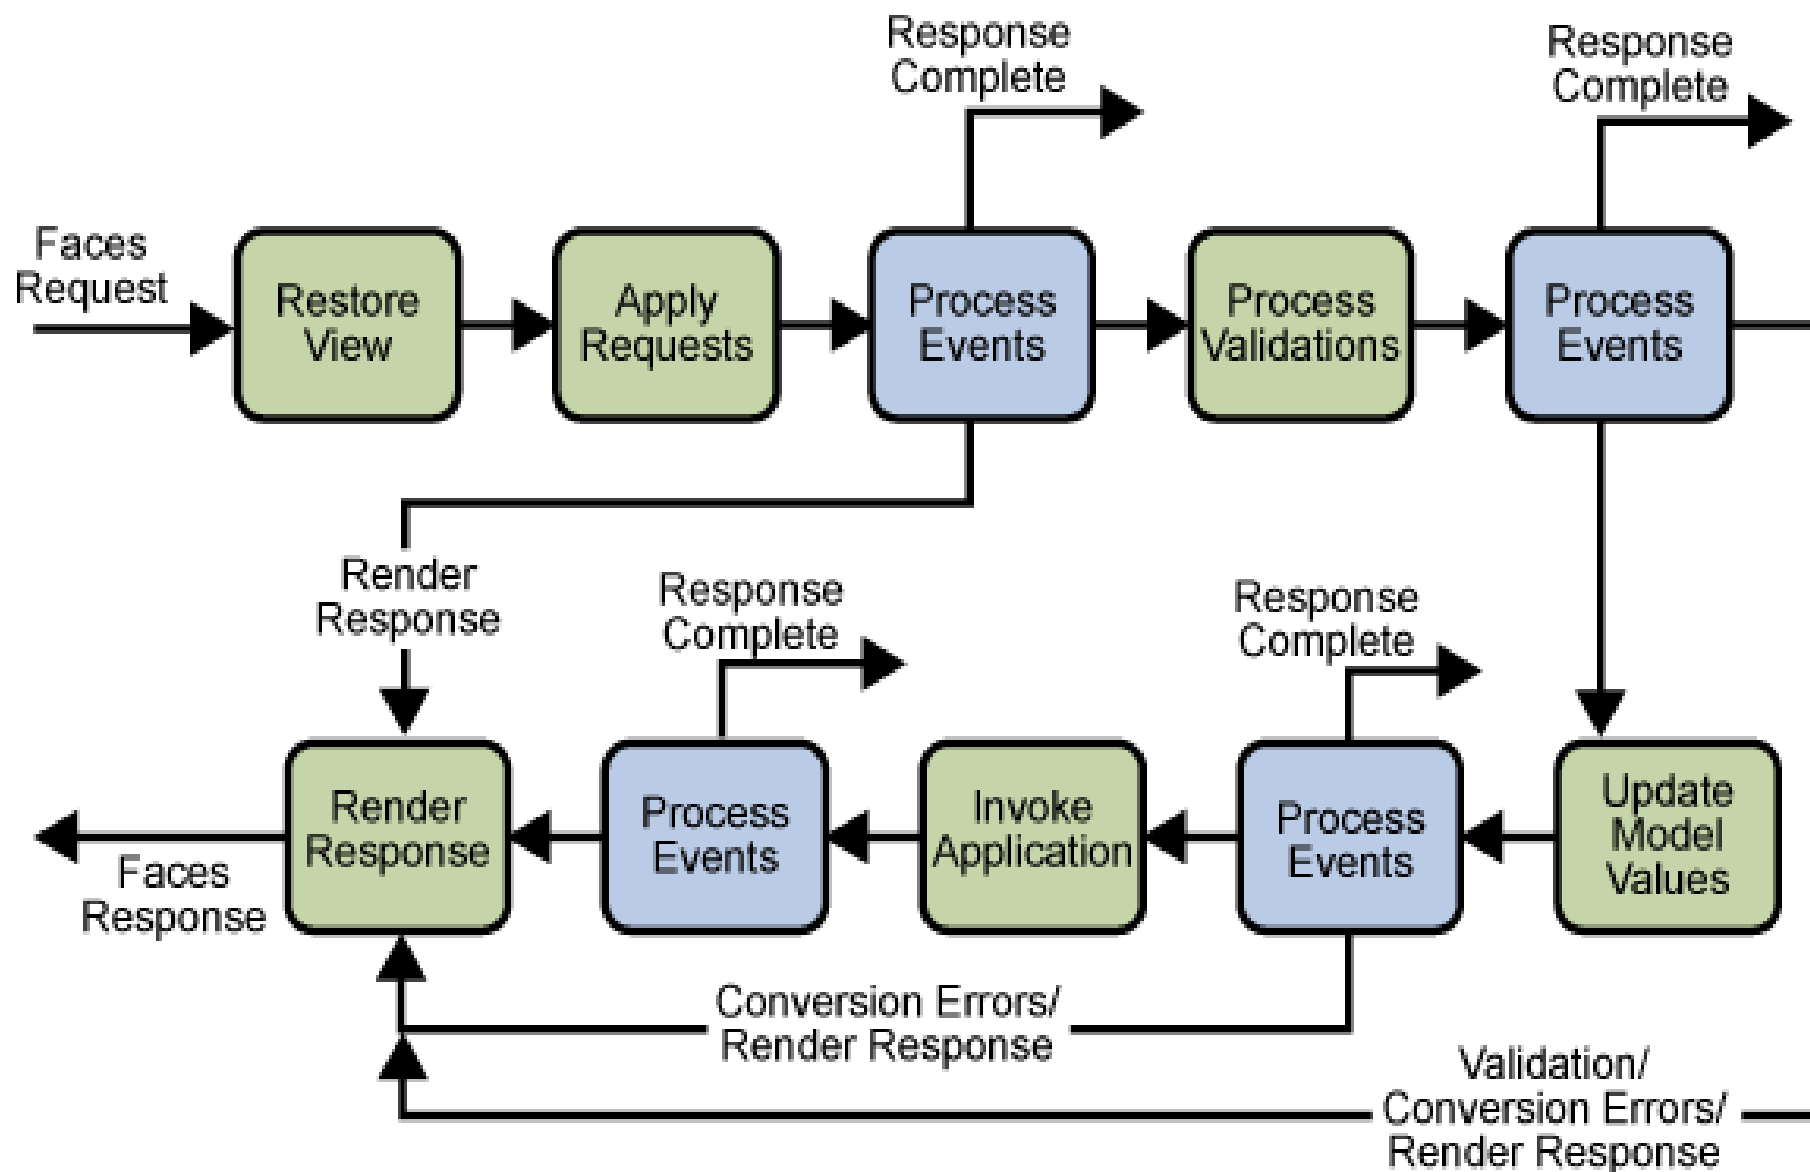 Response
Complete
Response
Complete
Faces
Request
Restore
View
Apply
Requests
Process
Events
Process
Validations
Process
Events
Render
Response
Response
Complete
Response
Complete
Render
Response
Process
Events
Invoke
Application
Process
Events
Update
Model
Values
Faces
Response
Conversion Errors/
Render Response
Validation/
Conversion Errors/
Render Response